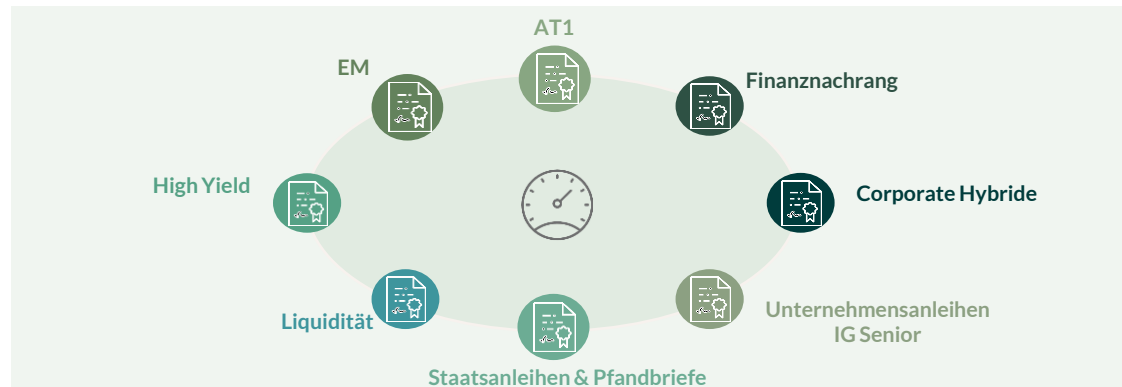 AT1
EM
Finanznachrang
High Yield
Corporate Hybride
Unternehmensanleihen
IG Senior
Liquidität
Staatsanleihen & Pfandbriefe